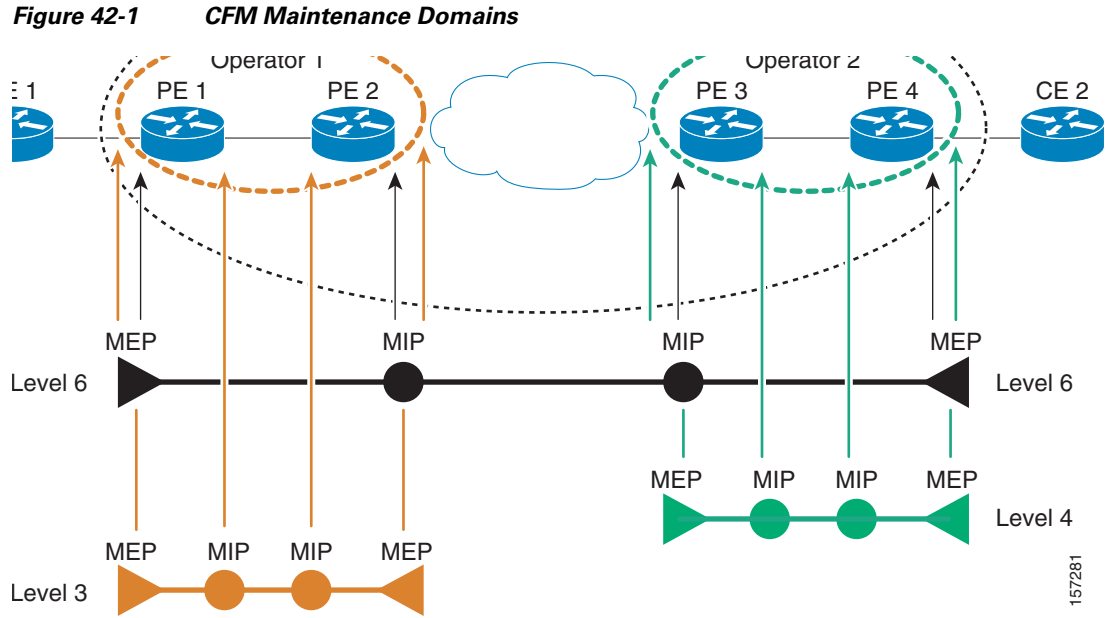 Figure 42-1 CFM Maintenance Domains
Operator 1
Operator 2
E 1
PE 1
PE 2
PE 3
PE 4
CE 2
MEP
MIP
MIP
MEP
Level 6
Level 6
MEP
MIP
MIP
MEP
Level 4
MEP
MIP
MIP
MEP
Level 3
157281